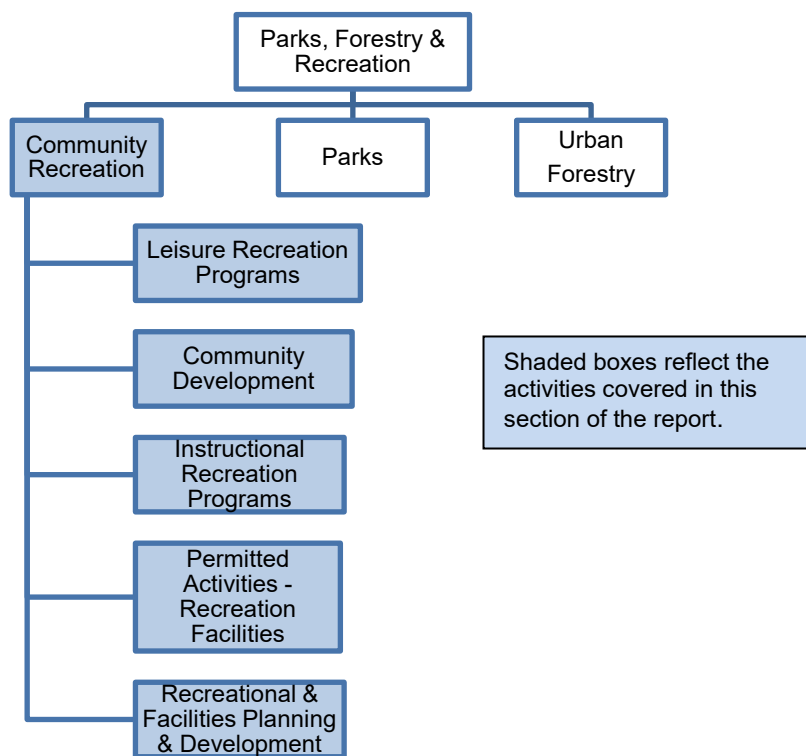 Parks, Forestry &
Recreation
Community
Recreation
Parks
Urban
Forestry
Leisure Recreation
Programs
Community
Development
Instructional
Recreation
Programs
Permitted
Activities -
Recreation
Facilities
Recreational &
Facilities Planning
& Development
Shaded boxes reflect the
activities covered in this
section of the report.